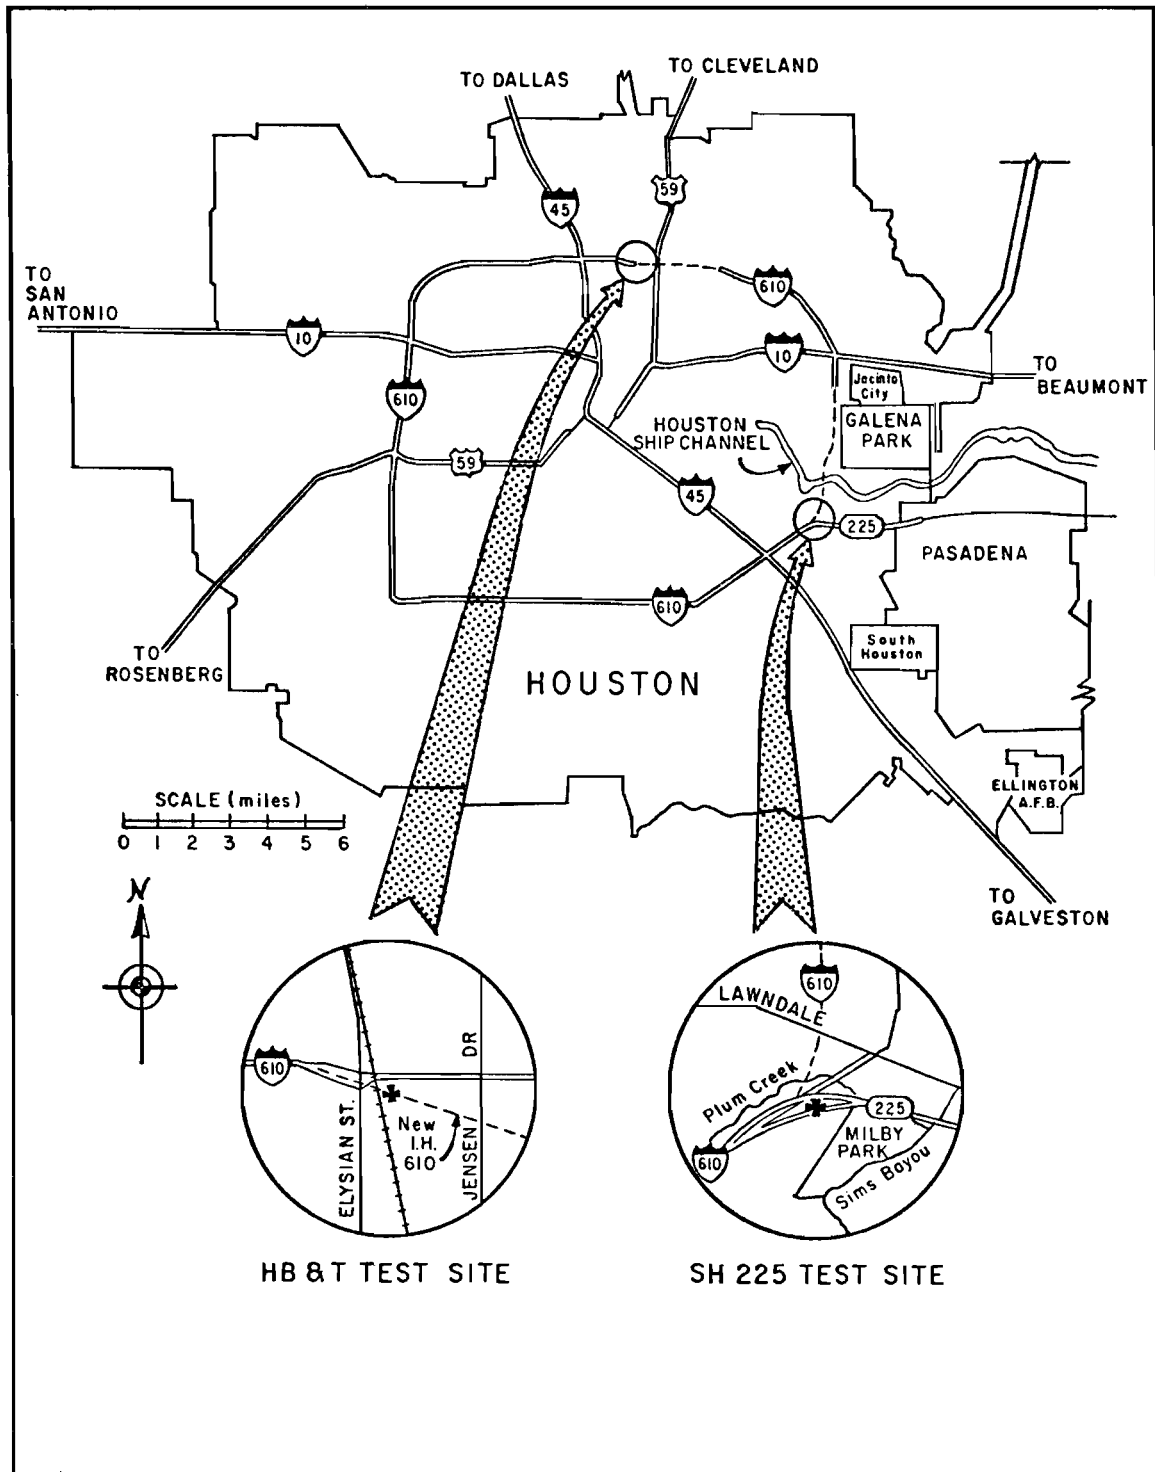 TO DALLAS
TO CLEVELAND
59
45
TO
SAN
ANTONIO
610
10
10
TO
BEAUMONT
Jacinto
City
610
HOUSTON
SHIP CHANNEL
GALENA
PARK
59
45
225
PASADENA
610
TO
ROSENBERG
South
Houston
HOUSTON
ELLINGTON
A.F.B.
SCALE (miles)
0 1 2 3 4 5 6
N
TO
GALVESTON
610
ELYSIAN ST.
New
I.H.
610
JENSEN DR
610
LAWNDALE
Plum Creek
225
MILBY
PARK
610
Sims Bayou
HB & T TEST SITE
SH 225 TEST SITE